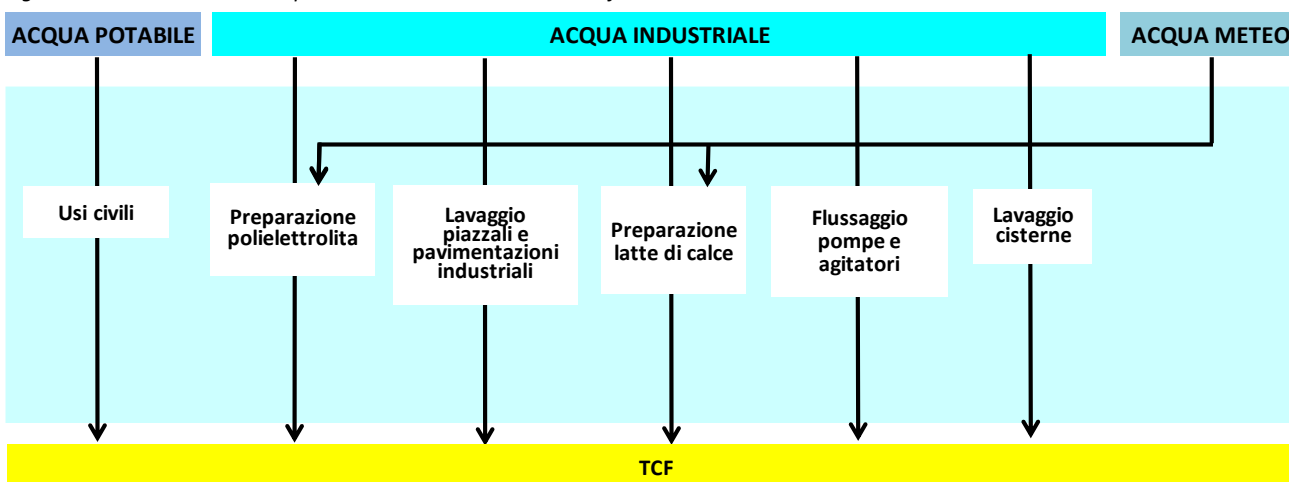 ACQUA POTABILE
ACQUA INDUSTRIALE
ACQUA METEO
Usi civili
Preparazione
polielettrolita
Lavaggio
piazzali e
pavimentazioni
industriali
Preparazione
latte di calce
Flussaggio
pompe e
agitatori
Lavaggio
cisterne
TCF